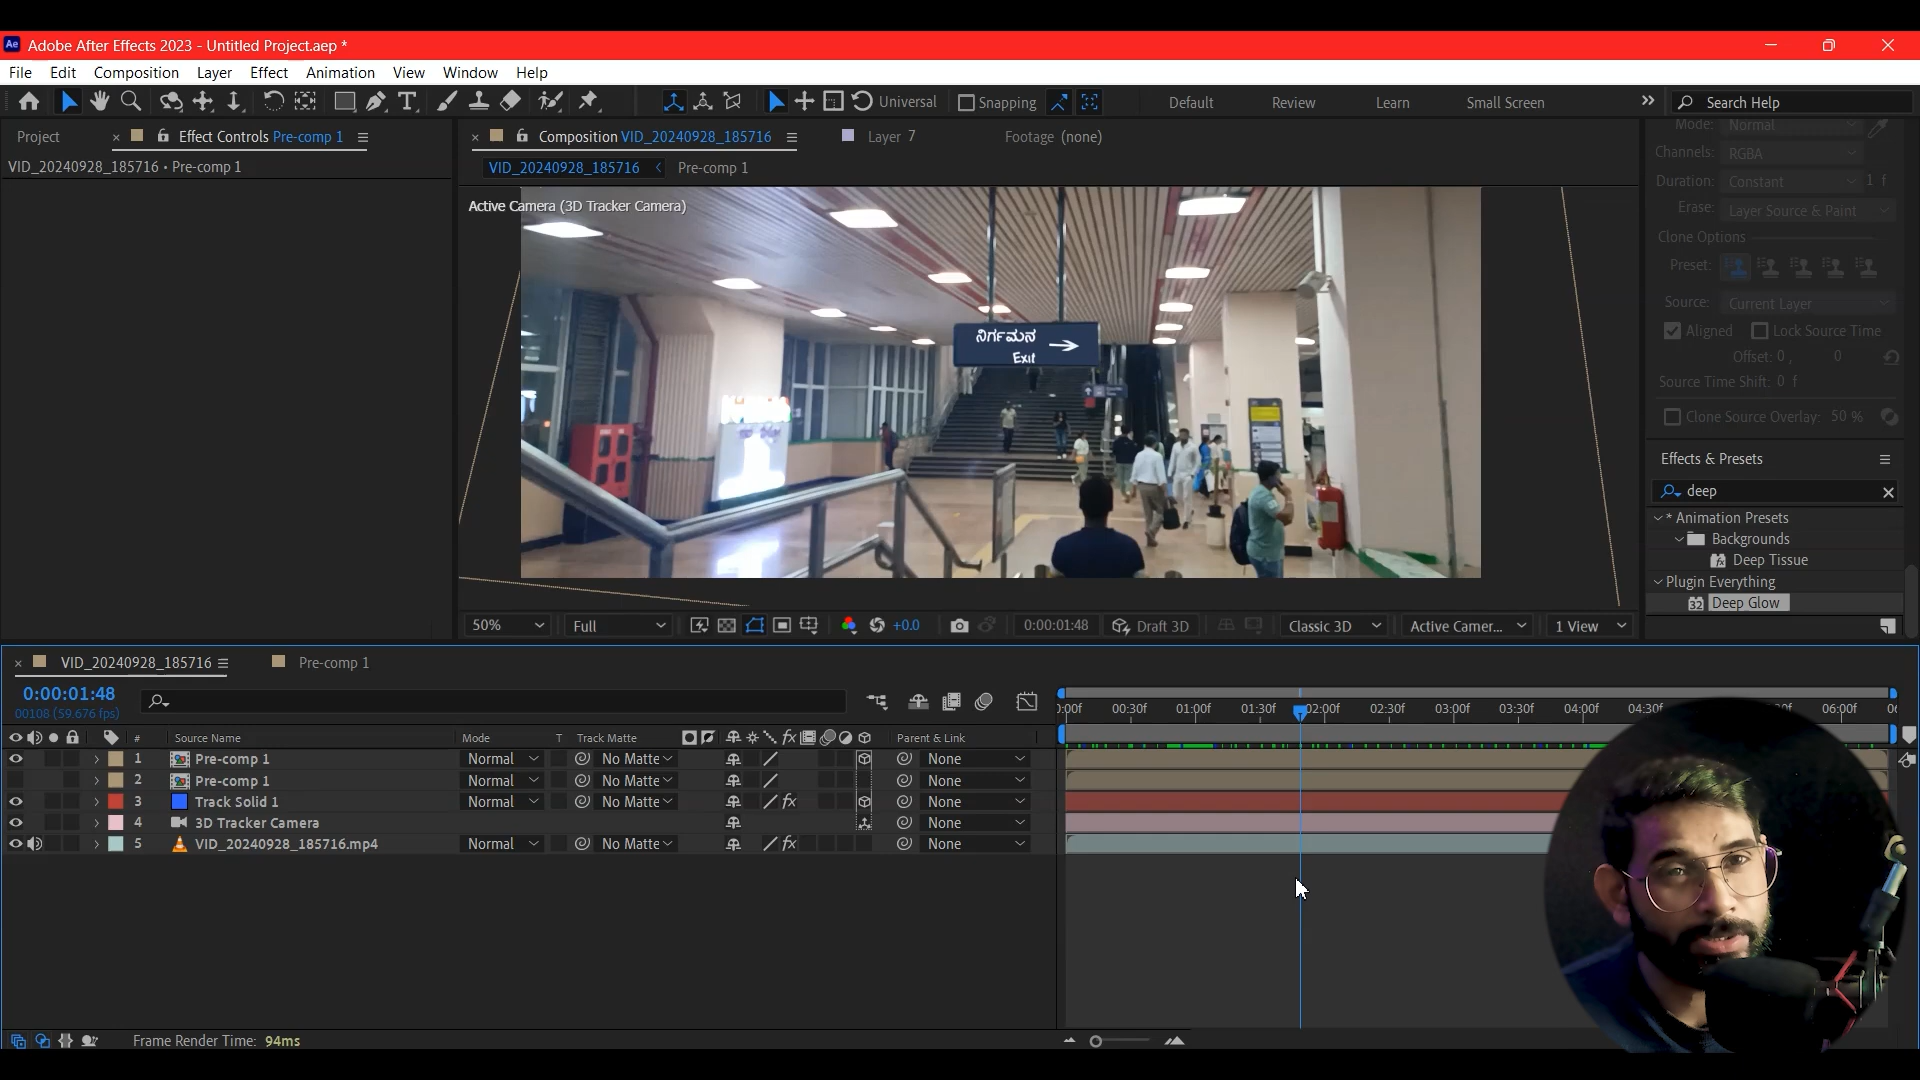 Ae Adobe After Effects 2023 - Untitled Project.aep *
File Edit Composition Layer Effect Animation View Window Help
Universal Snapping Default Review Learn Small Screen Search Help
Project Effect Controls Pre-comp 1
Composition VID_20240928_185716 Layer 7 Footage (none)
VID_20240928_185716 • Pre-comp 1
VID_20240928_185716 Pre-comp 1
Active Camera (3D Tracker Camera)
ನಿರ್ಗಮನ
Exit
Mode: Normal
Channels: RGBA
Duration: Constant 1 f
Erase: Layer Source & Paint
Clone Options
Preset:
Source: Current Layer
Aligned Lock Source Time
Offset: 0 , 0
Source Time Shift: 0 f
Clone Source Overlay: 50 %
Effects & Presets
deep
* Animation Presets
Backgrounds
Deep Tissue
Plugin Everything
32 Deep Glow
50% Full +0.0 0:00:01:48 Draft 3D Classic 3D Active Camer... 1 View
VID_20240928_185716 Pre-comp 1
0:00:01:48
00108 (59.676 fps)
):00f 00:30f 01:00f 01:30f 02:00f 02:30f 03:00f 03:30f 04:00f 04:30f 06:00f
# Source Name Mode T Track Matte fx Parent & Link
1 Pre-comp 1 Normal No Matte None
2 Pre-comp 1 Normal No Matte None
3 Track Solid 1 Normal No Matte fx None
4 3D Tracker Camera None
5 VID_20240928_185716.mp4 Normal No Matte fx None
Frame Render Time: 94ms